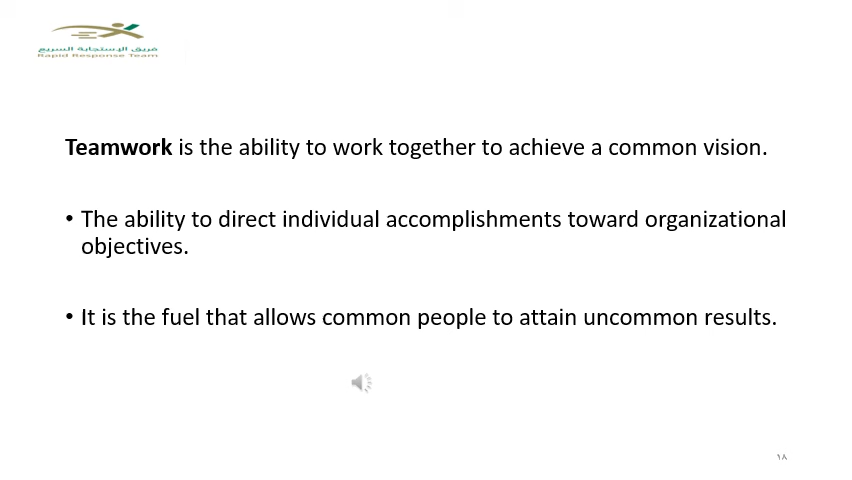 فريق الاستجابة السريع
Rapid Response Team
Teamwork is the ability to work together to achieve a common vision.
• The ability to direct individual accomplishments toward organizational
objectives.
• It is the fuel that allows common people to attain uncommon results.
١٨